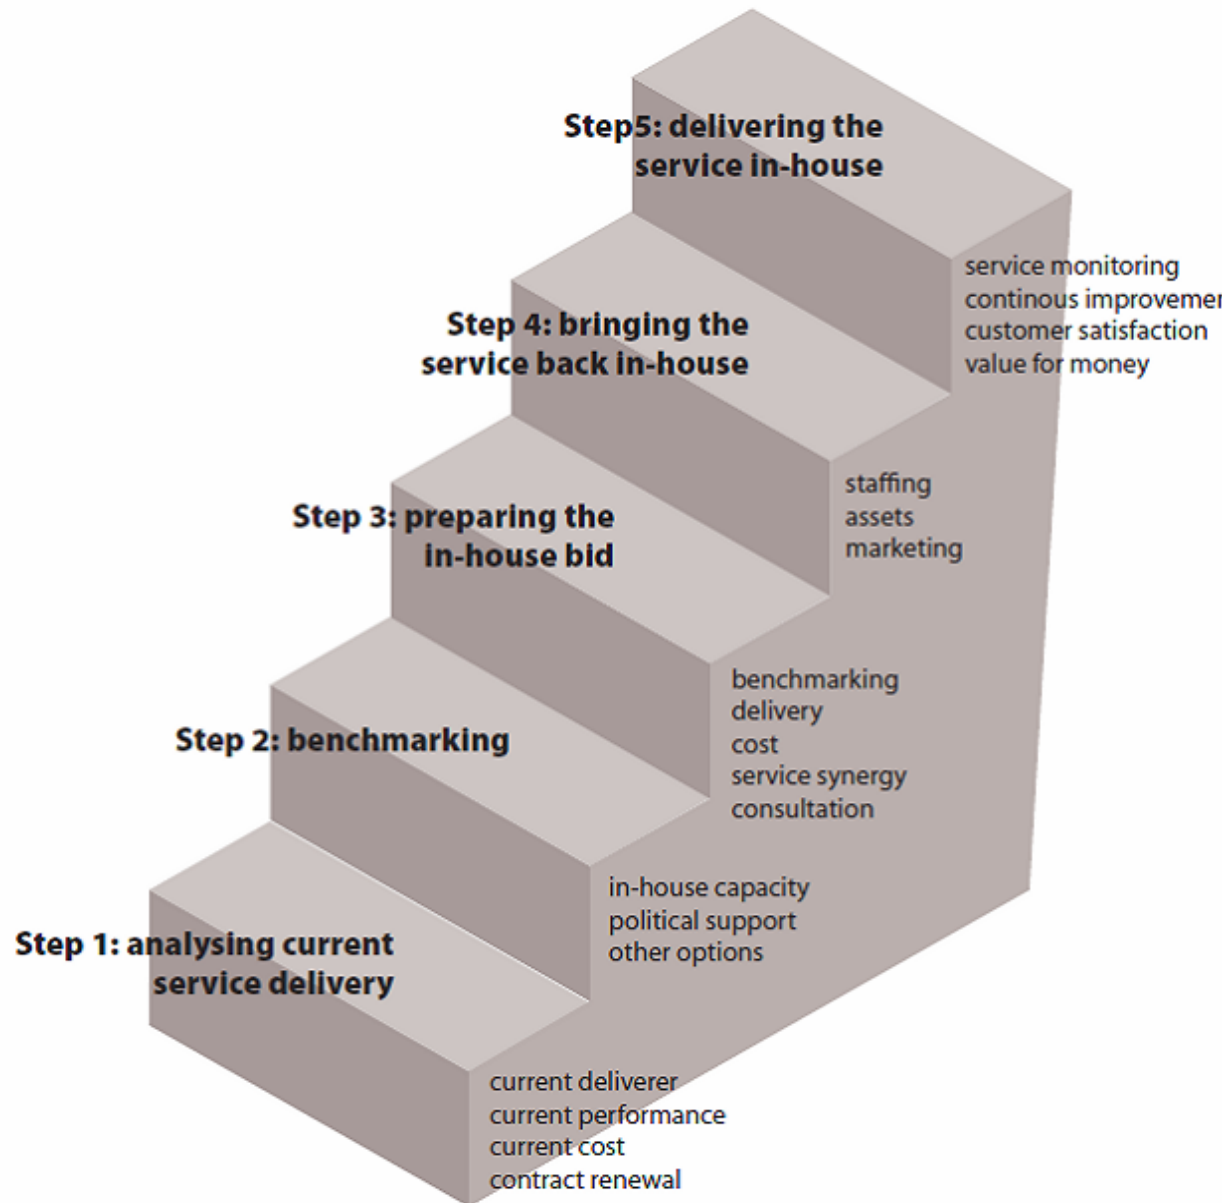 Step5: delivering the
service in-house
service monitoring
continous improvemer
customer satisfaction
value for money
Step 4: bringing the
service back in-house
staffing
assets
marketing
Step 3: preparing the
in-house bid
benchmarking
delivery
cost
service synergy
consultation
Step 2: benchmarking
in-house capacity
political support
other options
Step 1: analysing current
service delivery
current deliverer
current performance
current cost
contract renewal